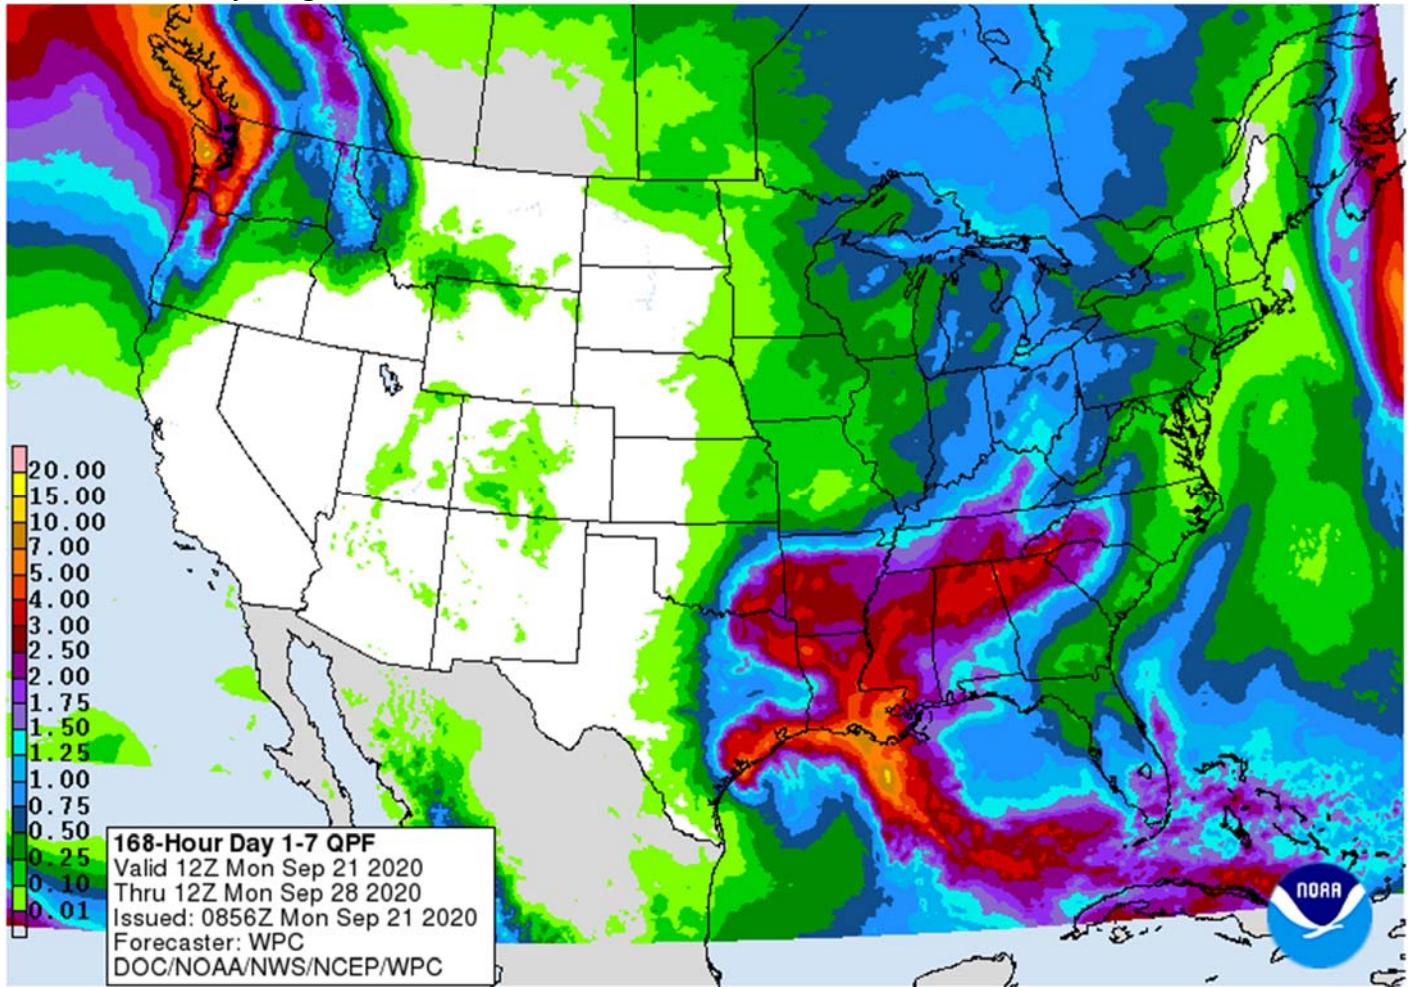 20.00
15.00
10.00
7.00
5.00
4.00
3.00
2.50
2.00
1.75
1.50
1.25
1.00
0.75
0.50
0.25
0.10
0.01
168-Hour Day 1-7 QPF
Valid 12Z Mon Sep 21 2020
Thru 12Z Mon Sep 28 2020
Issued: 0856Z Mon Sep 21 2020
Forecaster: WPC
DOC/NOAA/NWS/NCEP/WPC
NOAA